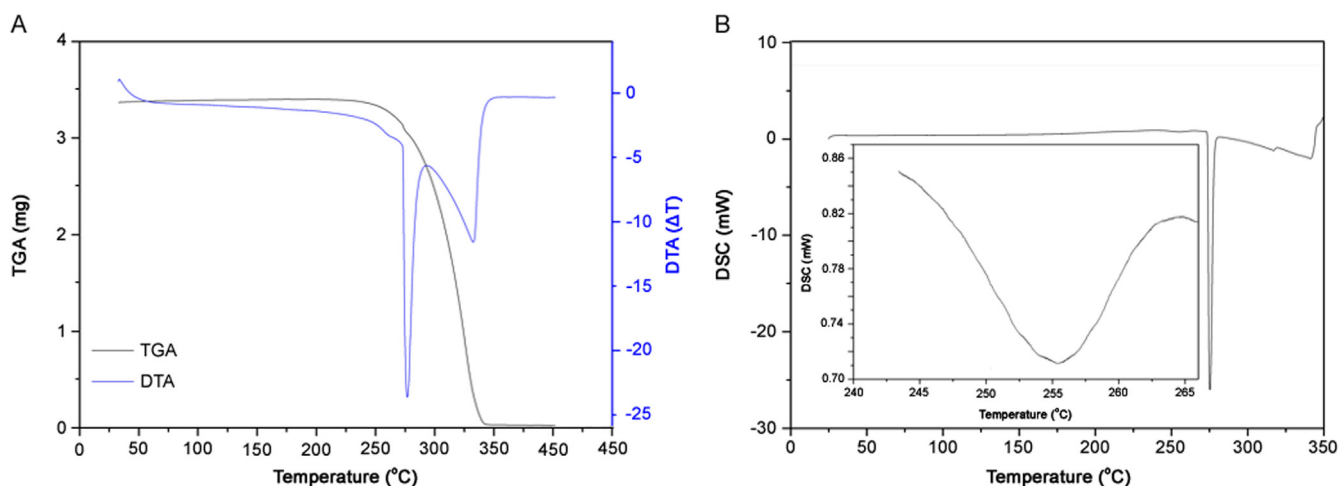 A
4
3
2
1
0
TGA (mg)
TGA
DTA
0
-5
-10
-15
-20
-25
DTA (ΔT)
0 50 100 150 200 250 300 350 450 450
Temperature (°C)
B
10
0
-10
-20
-30
DSC (mW)
0.86
0.82
0.78
0.74
0.70
DSC (mW)
240 245 250 255 260 265
Temperature (°C)
0 50 100 150 200 250 300 350
Temperature (°C)